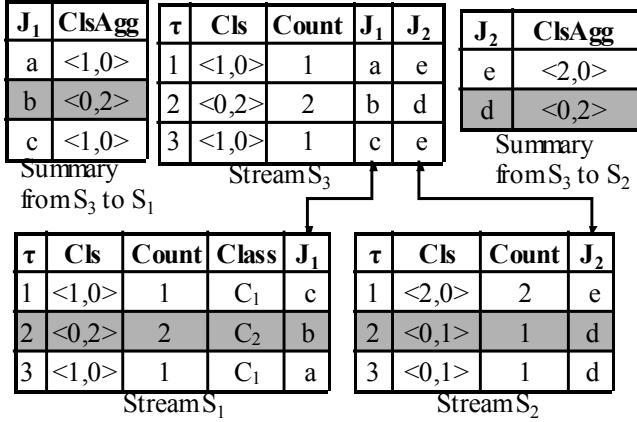 J1 ClsAgg
a <1,0>
b <0,2>
c <1,0>
Summary
from S3 to S1
τ Cls Count J1 J2
1 <1,0> 1 a e
2 <0,2> 2 b d
3 <1,0> 1 c e
Stream S3
J2 ClsAgg
e <2,0>
d <0,2>
Summary
from S3 to S2
τ Cls Count Class J1
1 <1,0> 1 C1 c
2 <0,2> 2 C2 b
3 <1,0> 1 C1 a
Stream S1
τ Cls Count J2
1 <2,0> 2 e
2 <0,1> 1 d
3 <0,1> 1 d
Stream S2